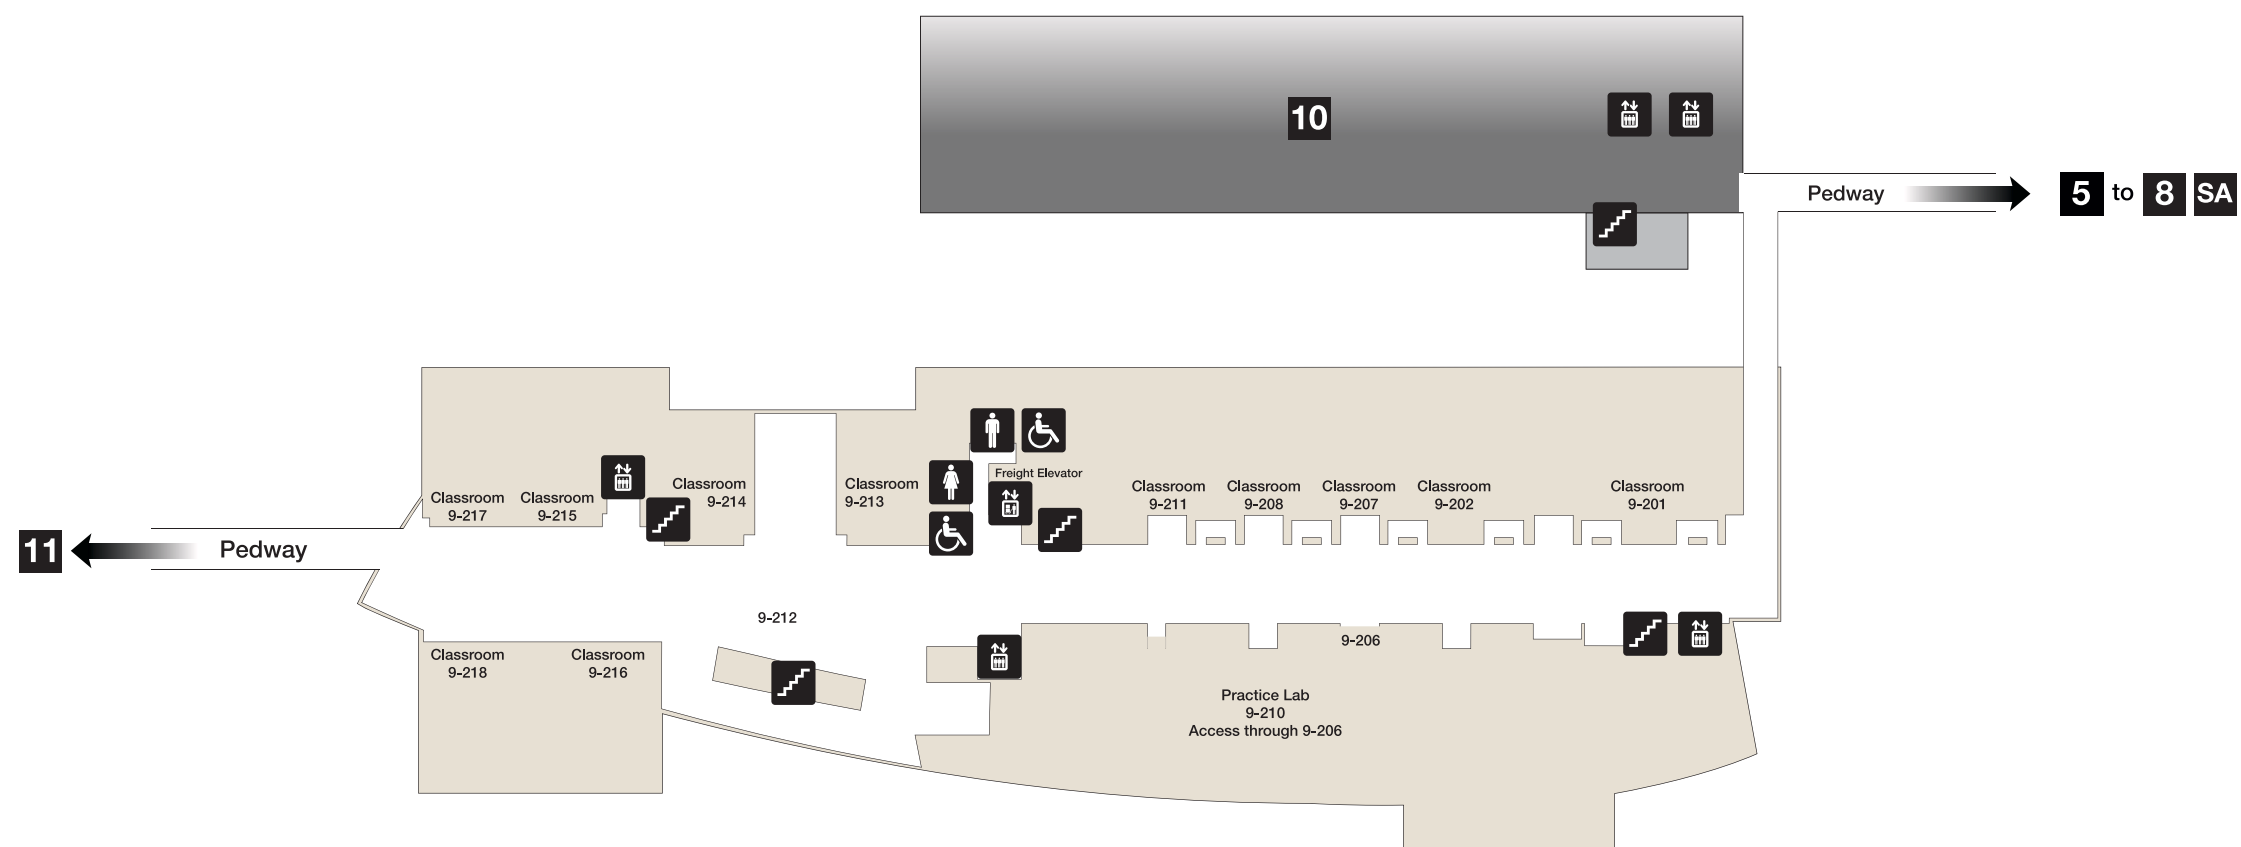 10
Pedway
5 to 8 SA
Freight Elevator
Classroom
9-217
Classroom
9-215
Classroom
9-214
Classroom
9-213
Classroom
9-211
Classroom
9-208
Classroom
9-207
Classroom
9-202
Classroom
9-201
11
Pedway
9-212
9-206
Classroom
9-218
Classroom
9-216
Practice Lab
9-210
Access through 9-206